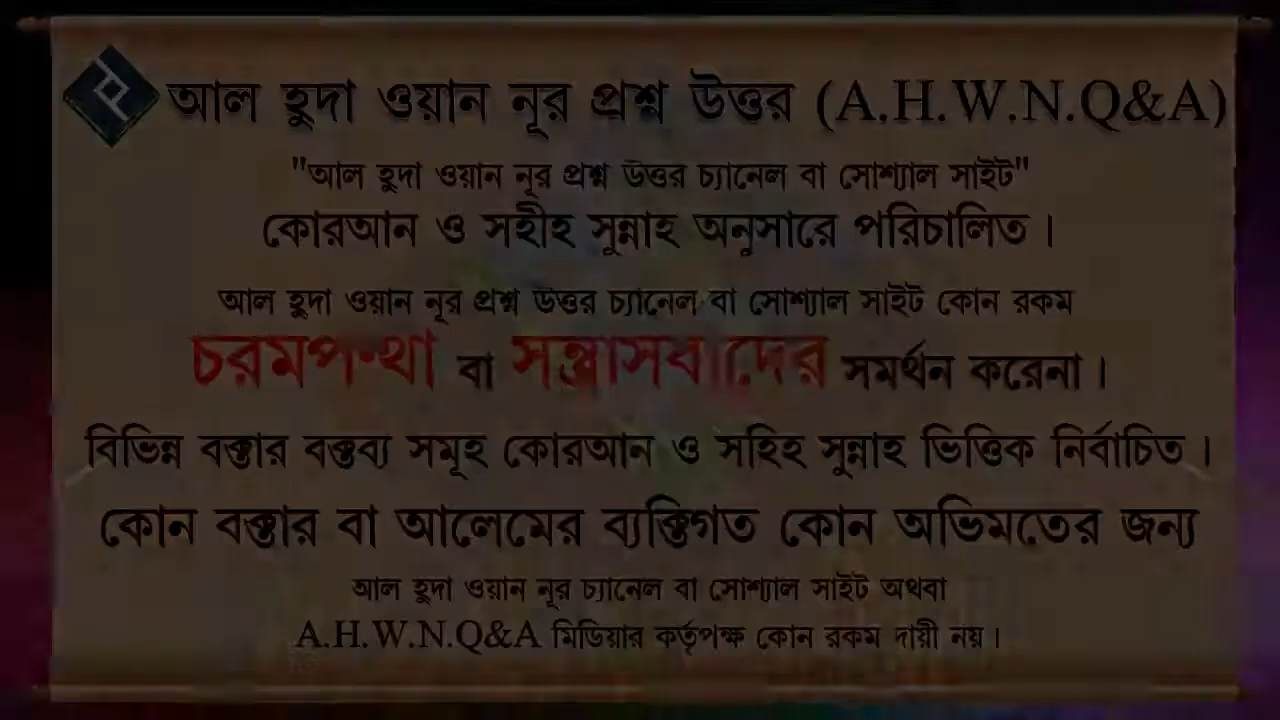 আল হুদা ওয়ান নূর প্রশ্ন উত্তর (A.H.W.N.Q&A)
"আল হুদা ওয়ান নূর প্রশ্ন উত্তর চ্যানেল বা সোশ্যাল সাইট"
কোরআন ও সহীহ সুন্নাহ অনুসারে পরিচালিত।
আল হুদা ওয়ান নূর প্রশ্ন উত্তর চ্যানেল বা সোশ্যাল সাইট কোন রকম
চরমপন্থা বা সন্ত্রাসবাদের সমর্থন করেনা।
বিভিন্ন বক্তার বক্তব্য সমূহ কোরআন ও সহিহ সুন্নাহ ভিত্তিক নির্বাচিত।
কোন বক্তার বা আলেমের ব্যক্তিগত কোন অভিমতের জন্য
আল হুদা ওয়ান নূর চ্যানেল বা সোশ্যাল সাইট অথবা
A.H.W.N.Q&A মিডিয়ার কর্তৃপক্ষ কোন রকম দায়ী নয়।